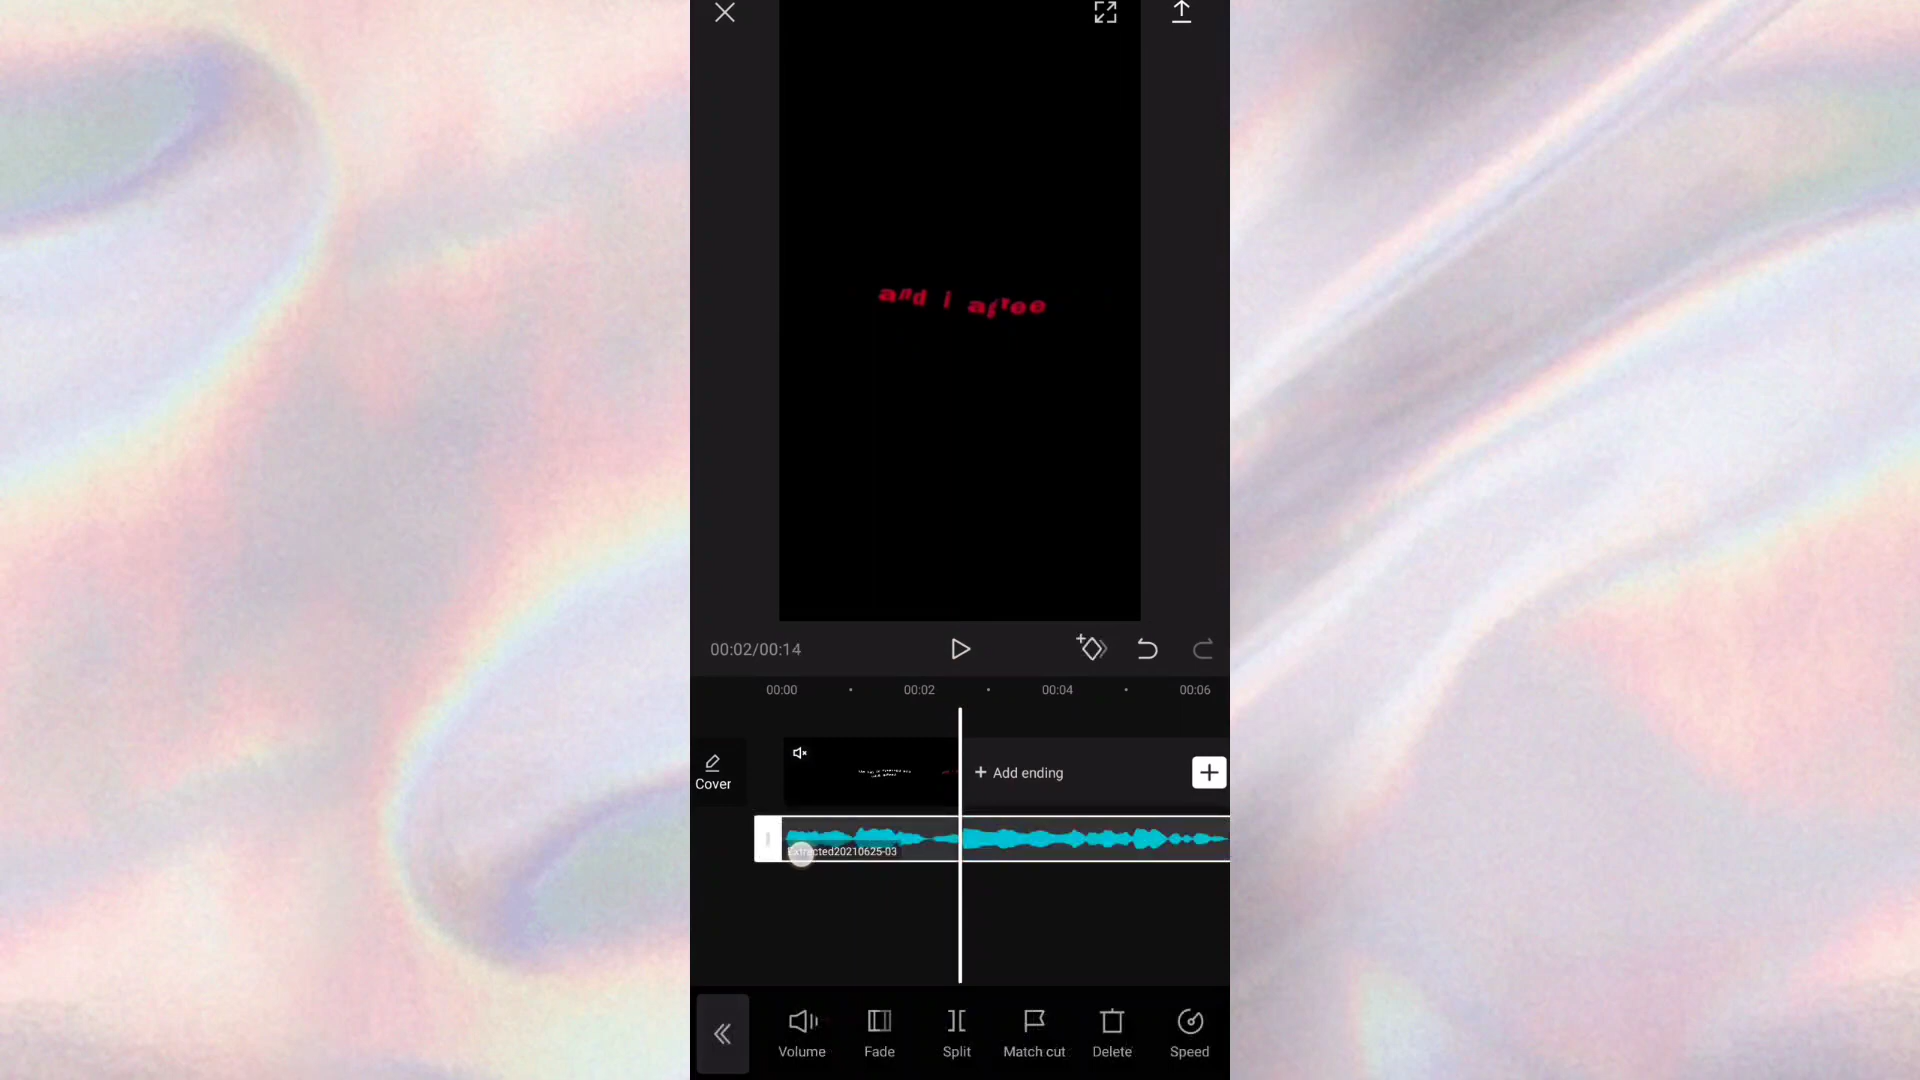 and i agree
00:02/00:14
00:00 00:02 00:04 00:06
Cover
+ Add ending
Extracted20210625-03
Volume Fade Split Match cut Delete Speed